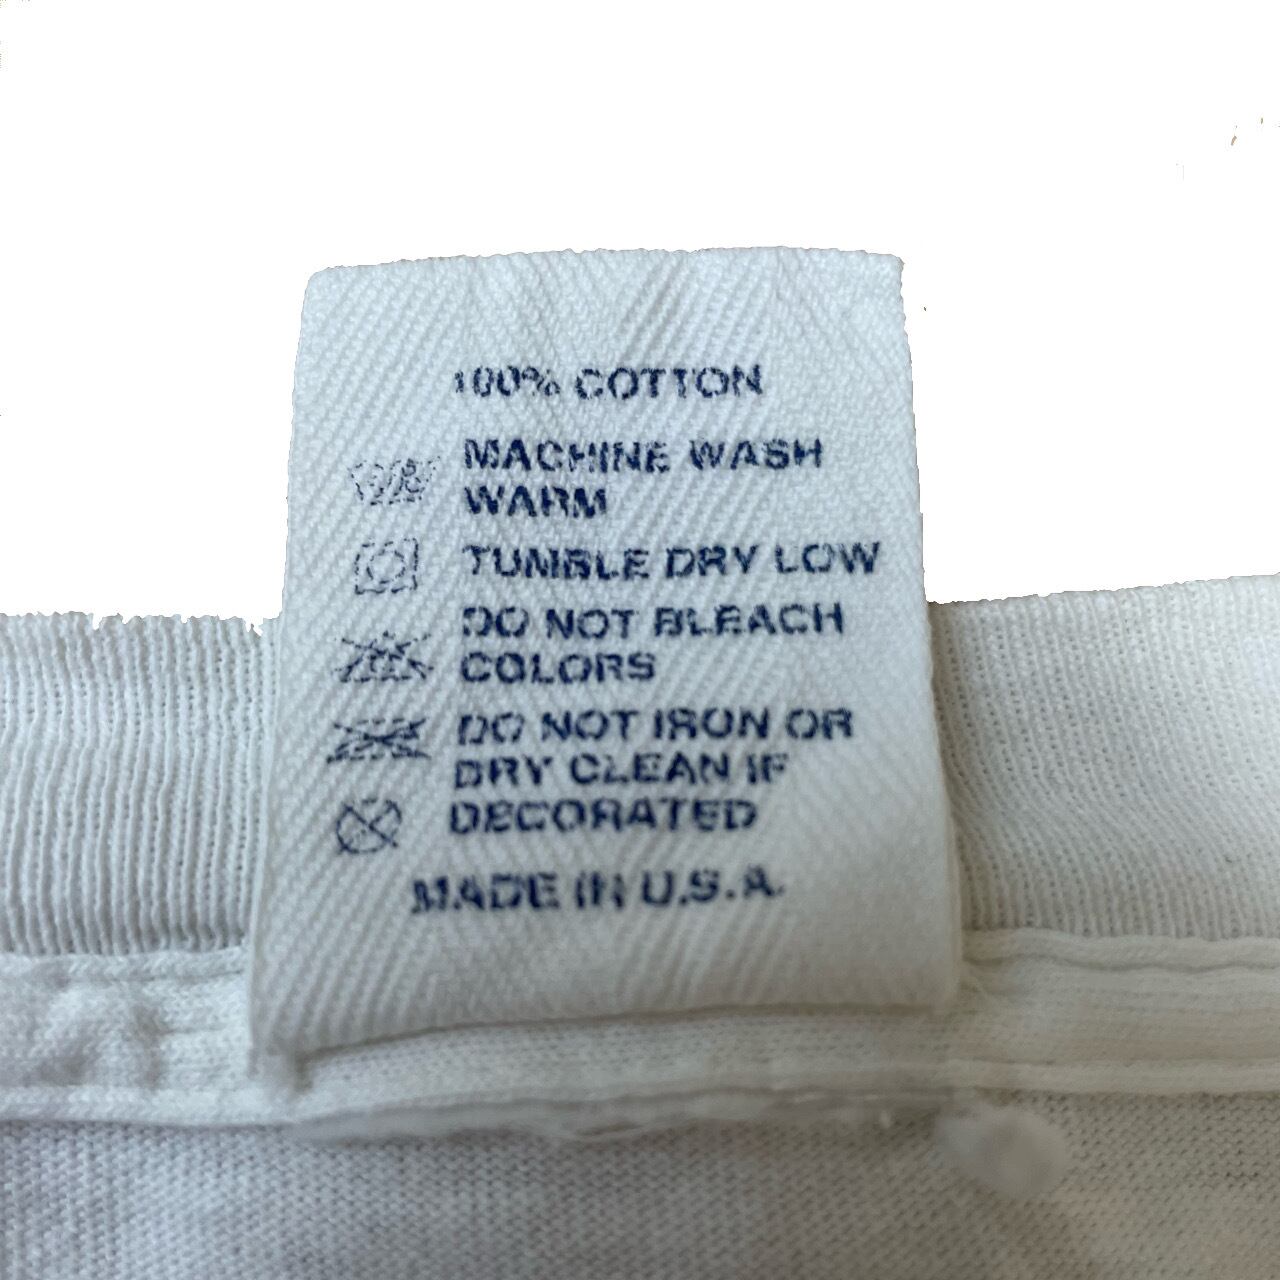 100% COTTON
MACHINE WASH
WARM
TUMBLE DRY LOW
DO NOT BLEACH
COLORS
DO NOT IRON OR
DRY CLEAN IF
DECORATED
MADE IN U.S.A.